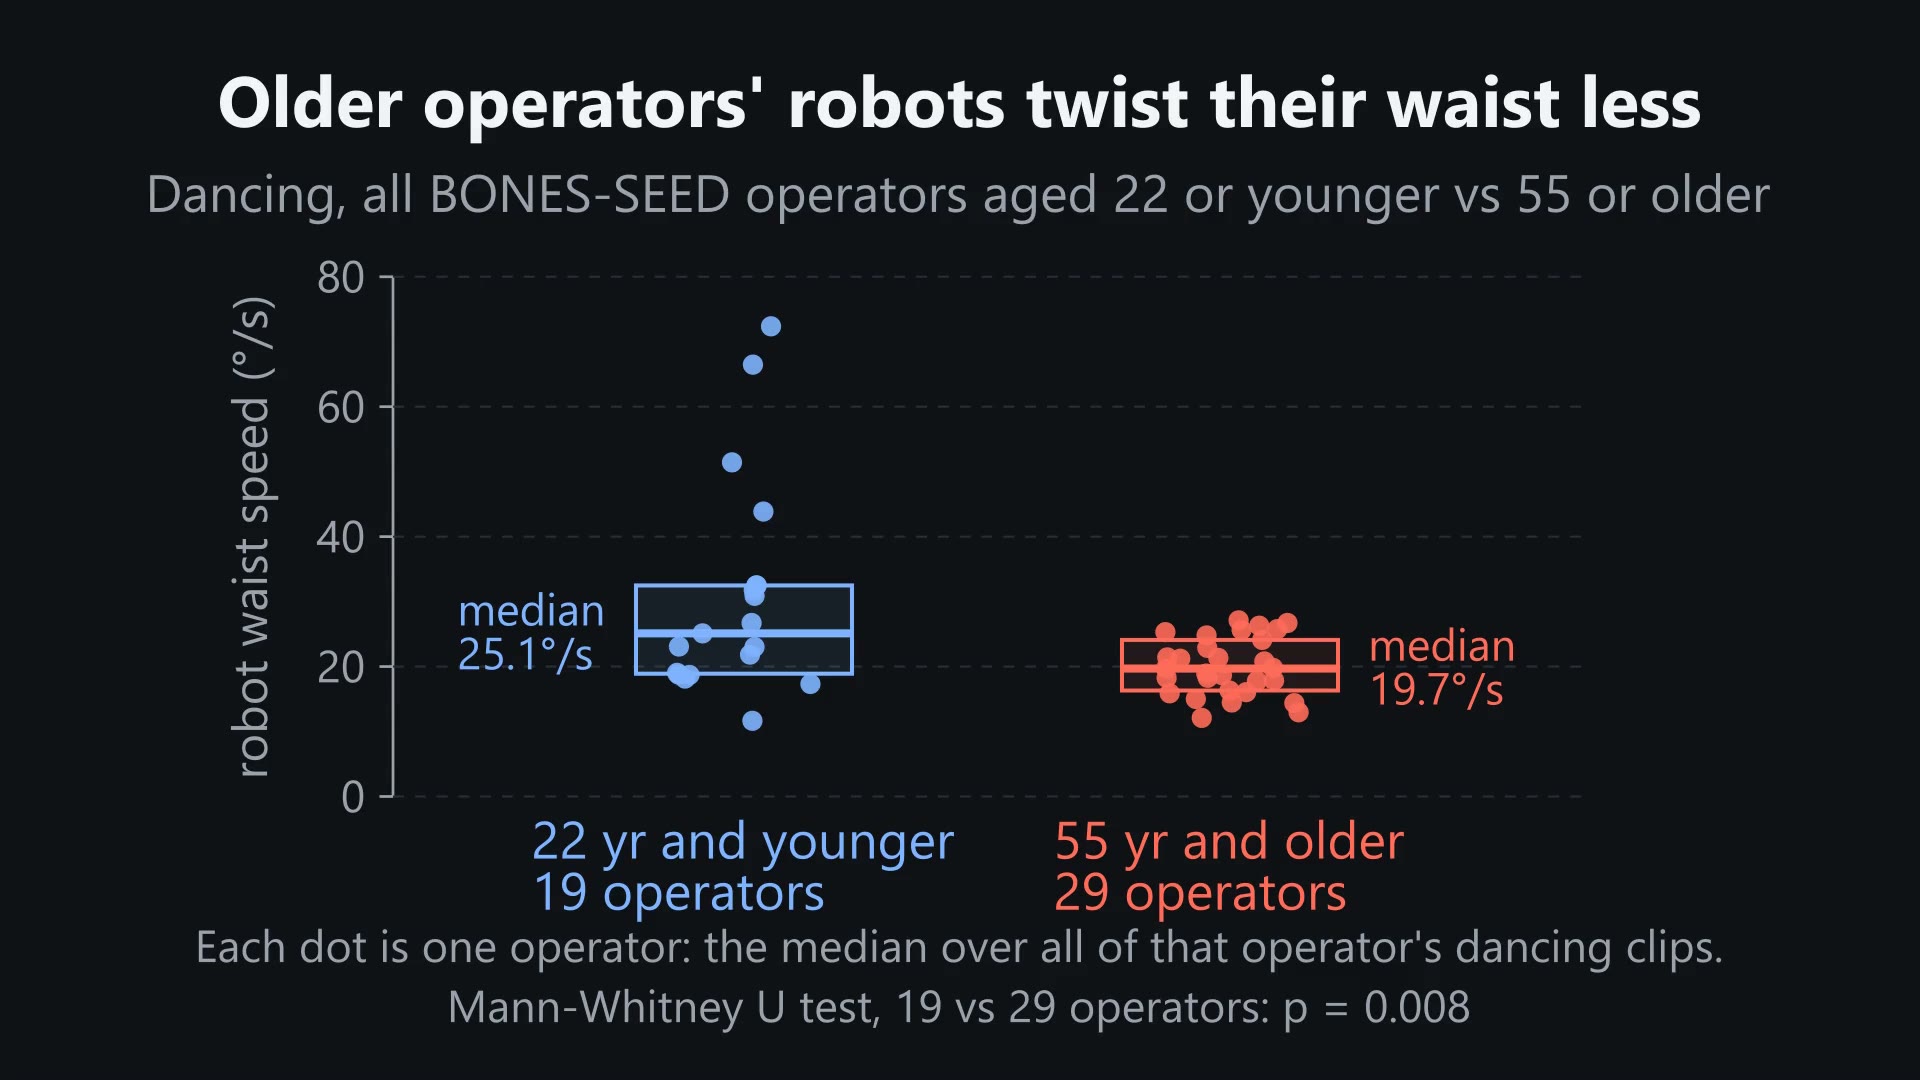 Older operators' robots twist their waist less
Dancing, all BONES-SEED operators aged 22 or younger vs 55 or older
robot waist speed (°/s)
80
60
40
20
0
median
25.1°/s
median
19.7°/s
22 yr and younger
19 operators
55 yr and older
29 operators
Each dot is one operator: the median over all of that operator's dancing clips.
Mann-Whitney U test, 19 vs 29 operators: p = 0.008